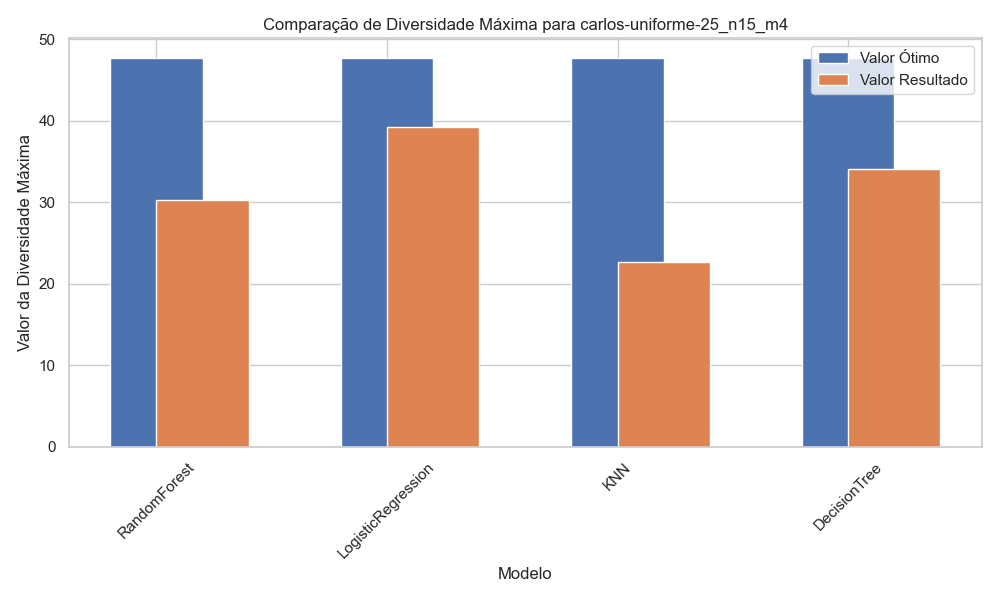 Comparação de Diversidade Máxima para carlos-uniforme-25_n15_m4
Valor Ótimo
Valor Resultado
Valor da Diversidade Máxima
50
40
30
20
10
0
RandomForest
LogisticRegression
KNN
DecisionTree
Modelo